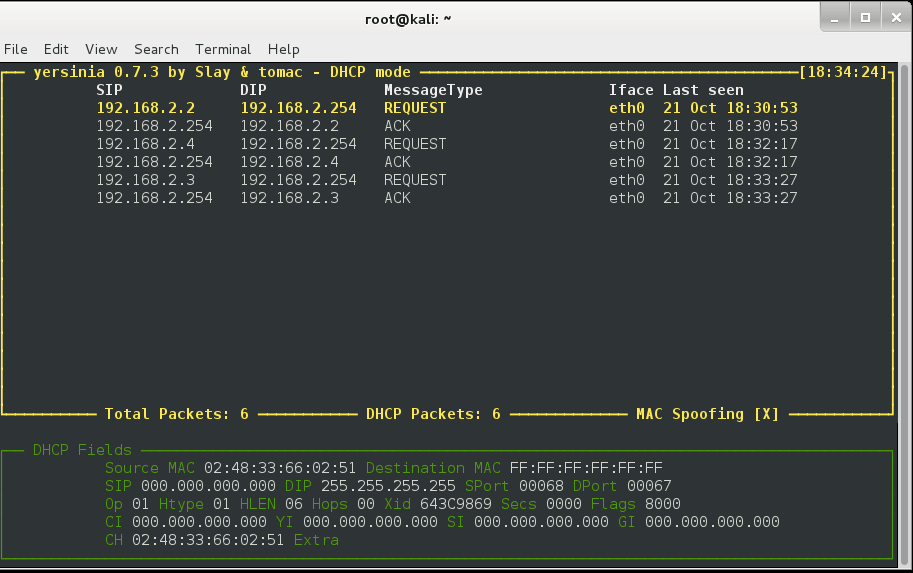 root@kali: ~
File Edit View Search Terminal Help
yersinia 0.7.3 by Slay & tomac - DHCP mode [18:34:24]
SIP DIP MessageType Iface Last seen
192.168.2.2 192.168.2.254 REQUEST eth0 21 Oct 18:30:53
192.168.2.254 192.168.2.2 ACK eth0 21 Oct 18:30:53
192.168.2.4 192.168.2.254 REQUEST eth0 21 Oct 18:32:17
192.168.2.254 192.168.2.4 ACK eth0 21 Oct 18:32:17
192.168.2.3 192.168.2.254 REQUEST eth0 21 Oct 18:33:27
192.168.2.254 192.168.2.3 ACK eth0 21 Oct 18:33:27
Total Packets: 6 DHCP Packets: 6 MAC Spoofing [X]
DHCP Fields
Source MAC 02:48:33:66:02:51 Destination MAC FF:FF:FF:FF:FF:FF
SIP 000.000.000.000 DIP 255.255.255.255 SPort 00068 DPort 00067
Op 01 Htype 01 HLEN 06 Hops 00 Xid 643C9869 Secs 0000 Flags 8000
CI 000.000.000.000 YI 000.000.000.000 SI 000.000.000.000 GI 000.000.000.000
CH 02:48:33:66:02:51 Extra